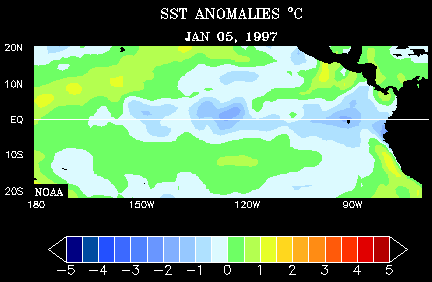 SST ANOMALIES °C
JAN 05, 1997
20N
10N
EQ
10S
20S
NOAA
180 150W 120W 90W
-5 -4 -3 -2 -1 0 1 2 3 4 5